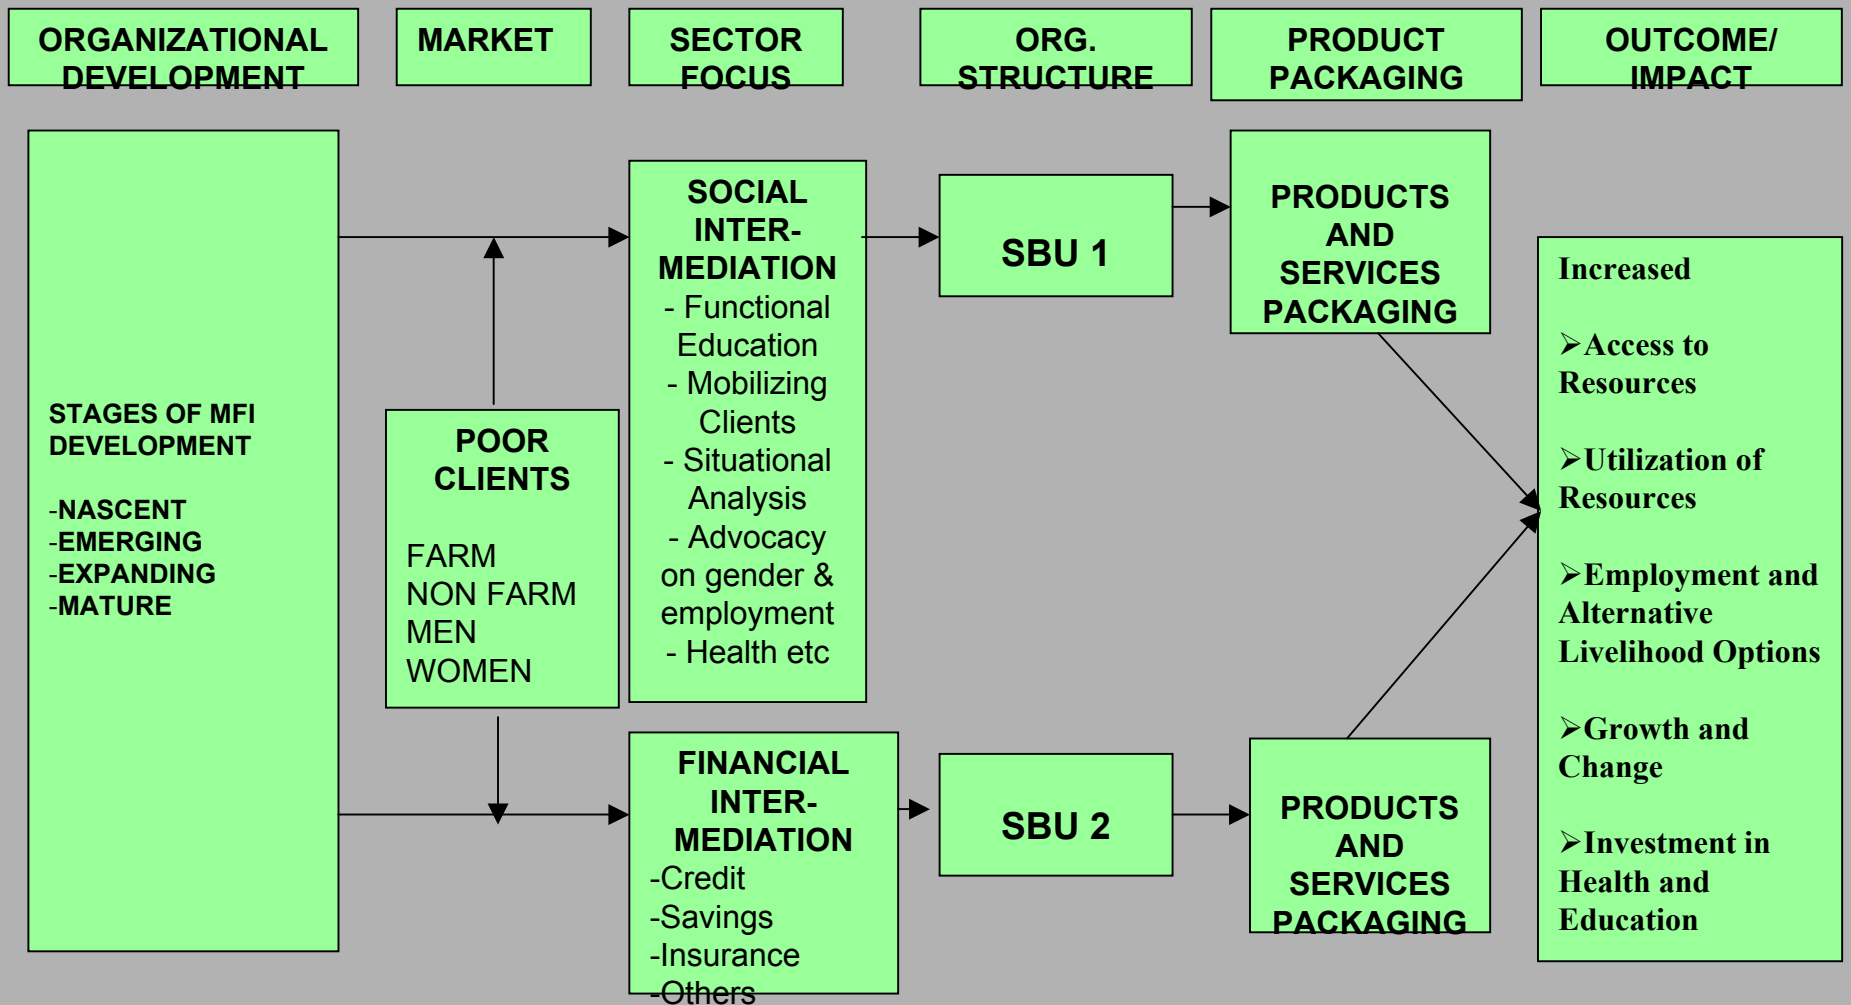 ORGANIZATIONAL
DEVELOPMENT
MARKET
SECTOR
FOCUS
ORG.
STRUCTURE
PRODUCT
PACKAGING
OUTCOME/
IMPACT
STAGES OF MFI
DEVELOPMENT
-NASCENT
-EMERGING
-EXPANDING
-MATURE
POOR
CLIENTS
FARM
NON FARM
MEN
WOMEN
SOCIAL
INTER-
MEDIATION
- Functional
Education
- Mobilizing
Clients
- Situational
Analysis
- Advocacy
on gender &
employment
- Health etc
FINANCIAL
INTER-
MEDIATION
-Credit
-Savings
-Insurance
-Others
SBU 1
SBU 2
PRODUCTS
AND
SERVICES
PACKAGING
PRODUCTS
AND
SERVICES
PACKAGING
Increased
➢Access to
Resources
➢Utilization of
Resources
➢Employment and
Alternative
Livelihood Options
➢Growth and
Change
➢Investment in
Health and
Education